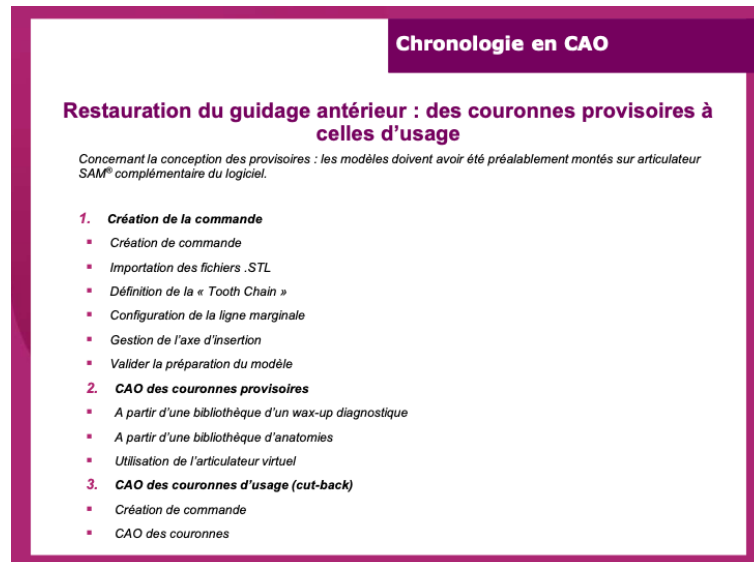 Chronologie en CAO
Restauration du guidage antérieur : des couronnes provisoires à
celles d’usage
Concernant la conception des provisoires : les modèles doivent avoir été préalablement montés sur articulateur
SAM® complémentaire du logiciel.
1. Création de la commande
▪ Création de commande
▪ Importation des fichiers .STL
▪ Définition de la « Tooth Chain »
▪ Configuration de la ligne marginale
▪ Gestion de l’axe d’insertion
▪ Valider la préparation du modèle
2. CAO des couronnes provisoires
▪ A partir d’une bibliothèque d’un wax-up diagnostique
▪ A partir d’une bibliothèque d’anatomies
▪ Utilisation de l’articulateur virtuel
3. CAO des couronnes d’usage (cut-back)
▪ Création de commande
▪ CAO des couronnes